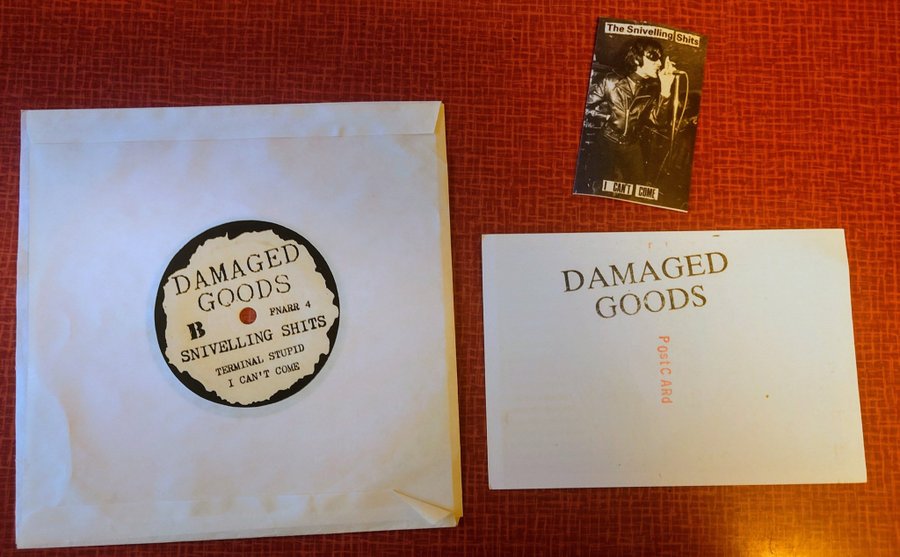 DAMAGED
GOODS
FNARR 4
B
SNIVELLING SHITS
TERMINAL STUPID
I CAN'T COME
The Snivelling Shits
I CAN'T COME
DAMAGED
GOODS
PostCARd